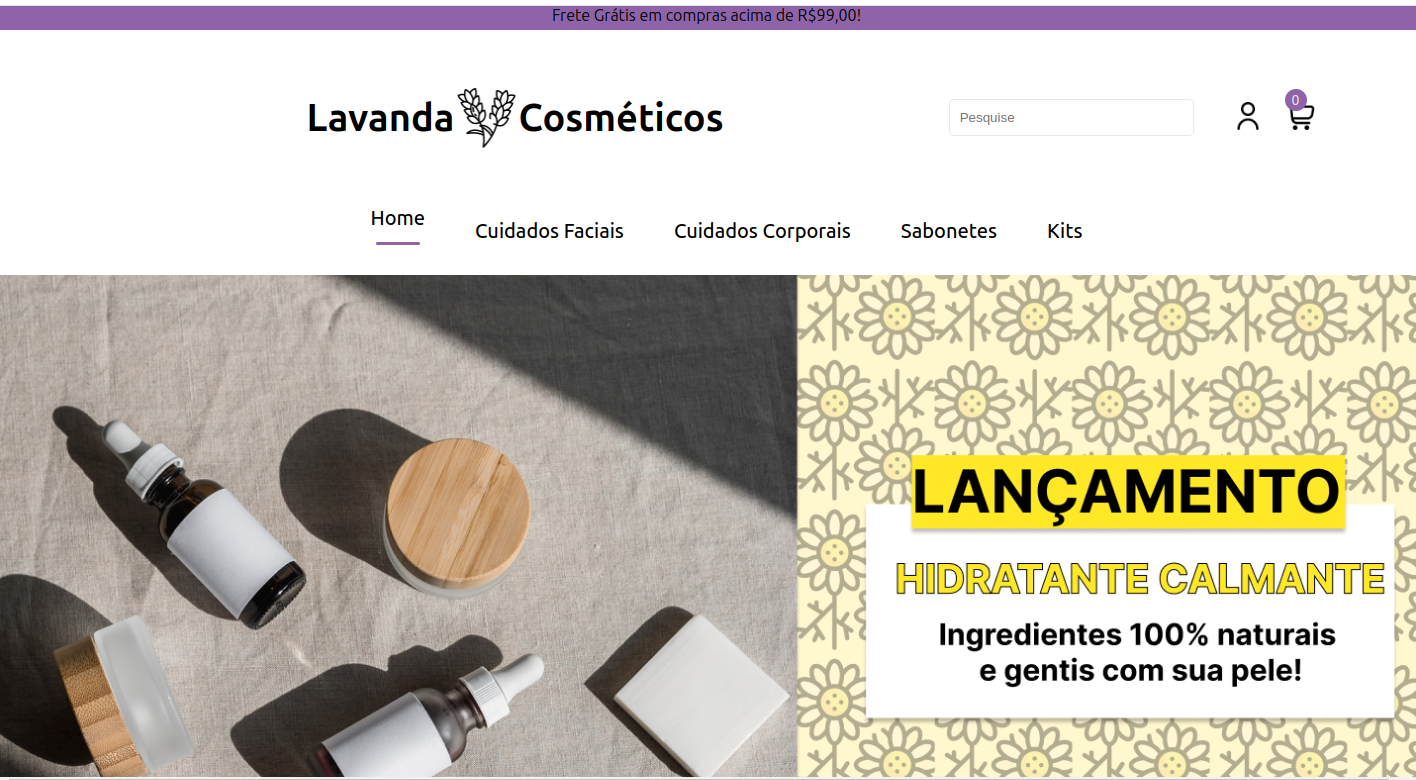 Frete Grátis em compras acima de R$99,00!
Lavanda Cosméticos
Pesquise
0
Home
Cuidados Faciais
Cuidados Corporais
Sabonetes
Kits
LANÇAMENTO
HIDRATANTE CALMANTE
Ingredientes 100% naturais
e gentis com sua pele!